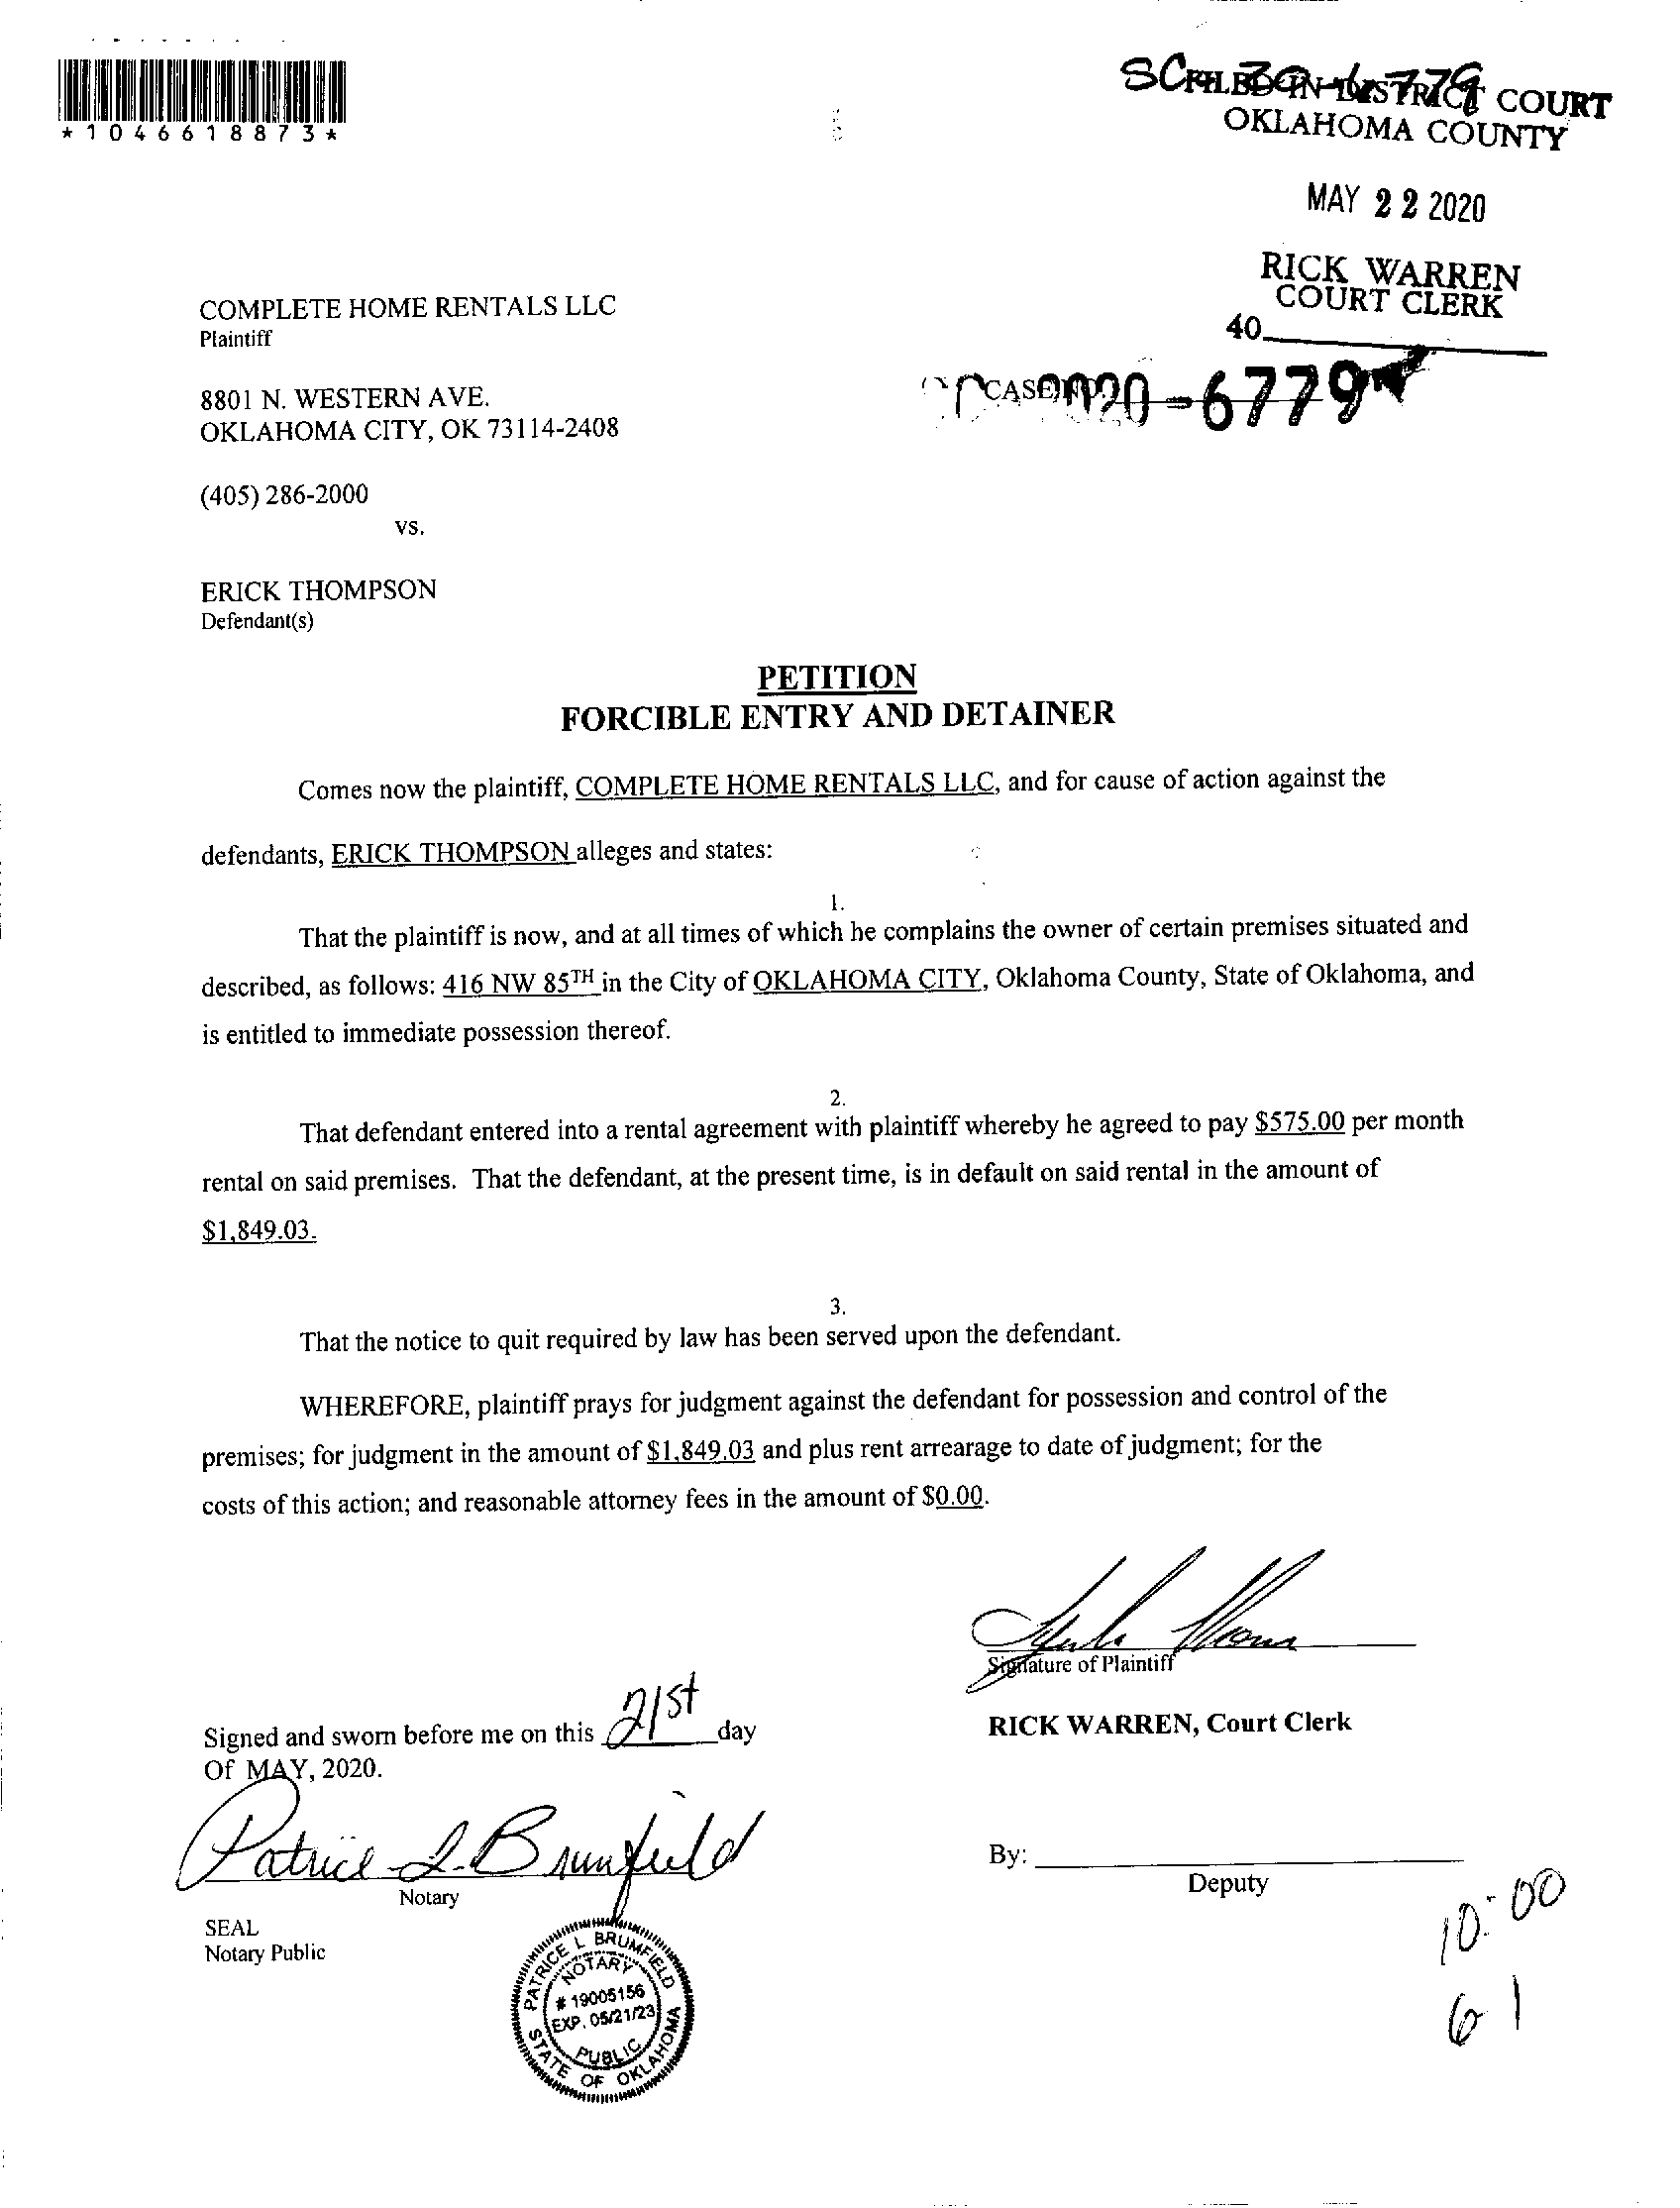 *1046618873*
FILED IN DISTRICT COURT
OKLAHOMA COUNTY
MAY 22 2020
RICK WARREN
COURT CLERK
40
COMPLETE HOME RENTALS LLC
Plaintiff
8801 N. WESTERN AVE.
OKLAHOMA CITY, OK 73114-2408
CASE NO. 2020-6779
(405) 286-2000
vs.
ERICK THOMPSON
Defendant(s)
PETITION
FORCIBLE ENTRY AND DETAINER
Comes now the plaintiff, COMPLETE HOME RENTALS LLC, and for cause of action against the
defendants, ERICK THOMPSON alleges and states:
1.
That the plaintiff is now, and at all times of which he complains the owner of certain premises situated and
described, as follows: 416 NW 85TH in the City of OKLAHOMA CITY, Oklahoma County, State of Oklahoma, and
is entitled to immediate possession thereof.
2.
That defendant entered into a rental agreement with plaintiff whereby he agreed to pay $575.00 per month
rental on said premises. That the defendant, at the present time, is in default on said rental in the amount of
$1,849.03.
3.
That the notice to quit required by law has been served upon the defendant.
WHEREFORE, plaintiff prays for judgment against the defendant for possession and control of the
premises; for judgment in the amount of $1,849.03 and plus rent arrearage to date of judgment; for the
costs of this action; and reasonable attorney fees in the amount of $0.00.
Signature of Plaintiff
Signed and sworn before me on this 21st day
Of MAY, 2020.
RICK WARREN, Court Clerk
Patrice L. Brumfield
Notary
By:
Deputy
SEAL
Notary Public
PATRICE L BRUMFIELD
NOTARY
# 19005156
EXP. 05/21/23
PUBLIC
STATE OF OKLAHOMA
10:00
6 1